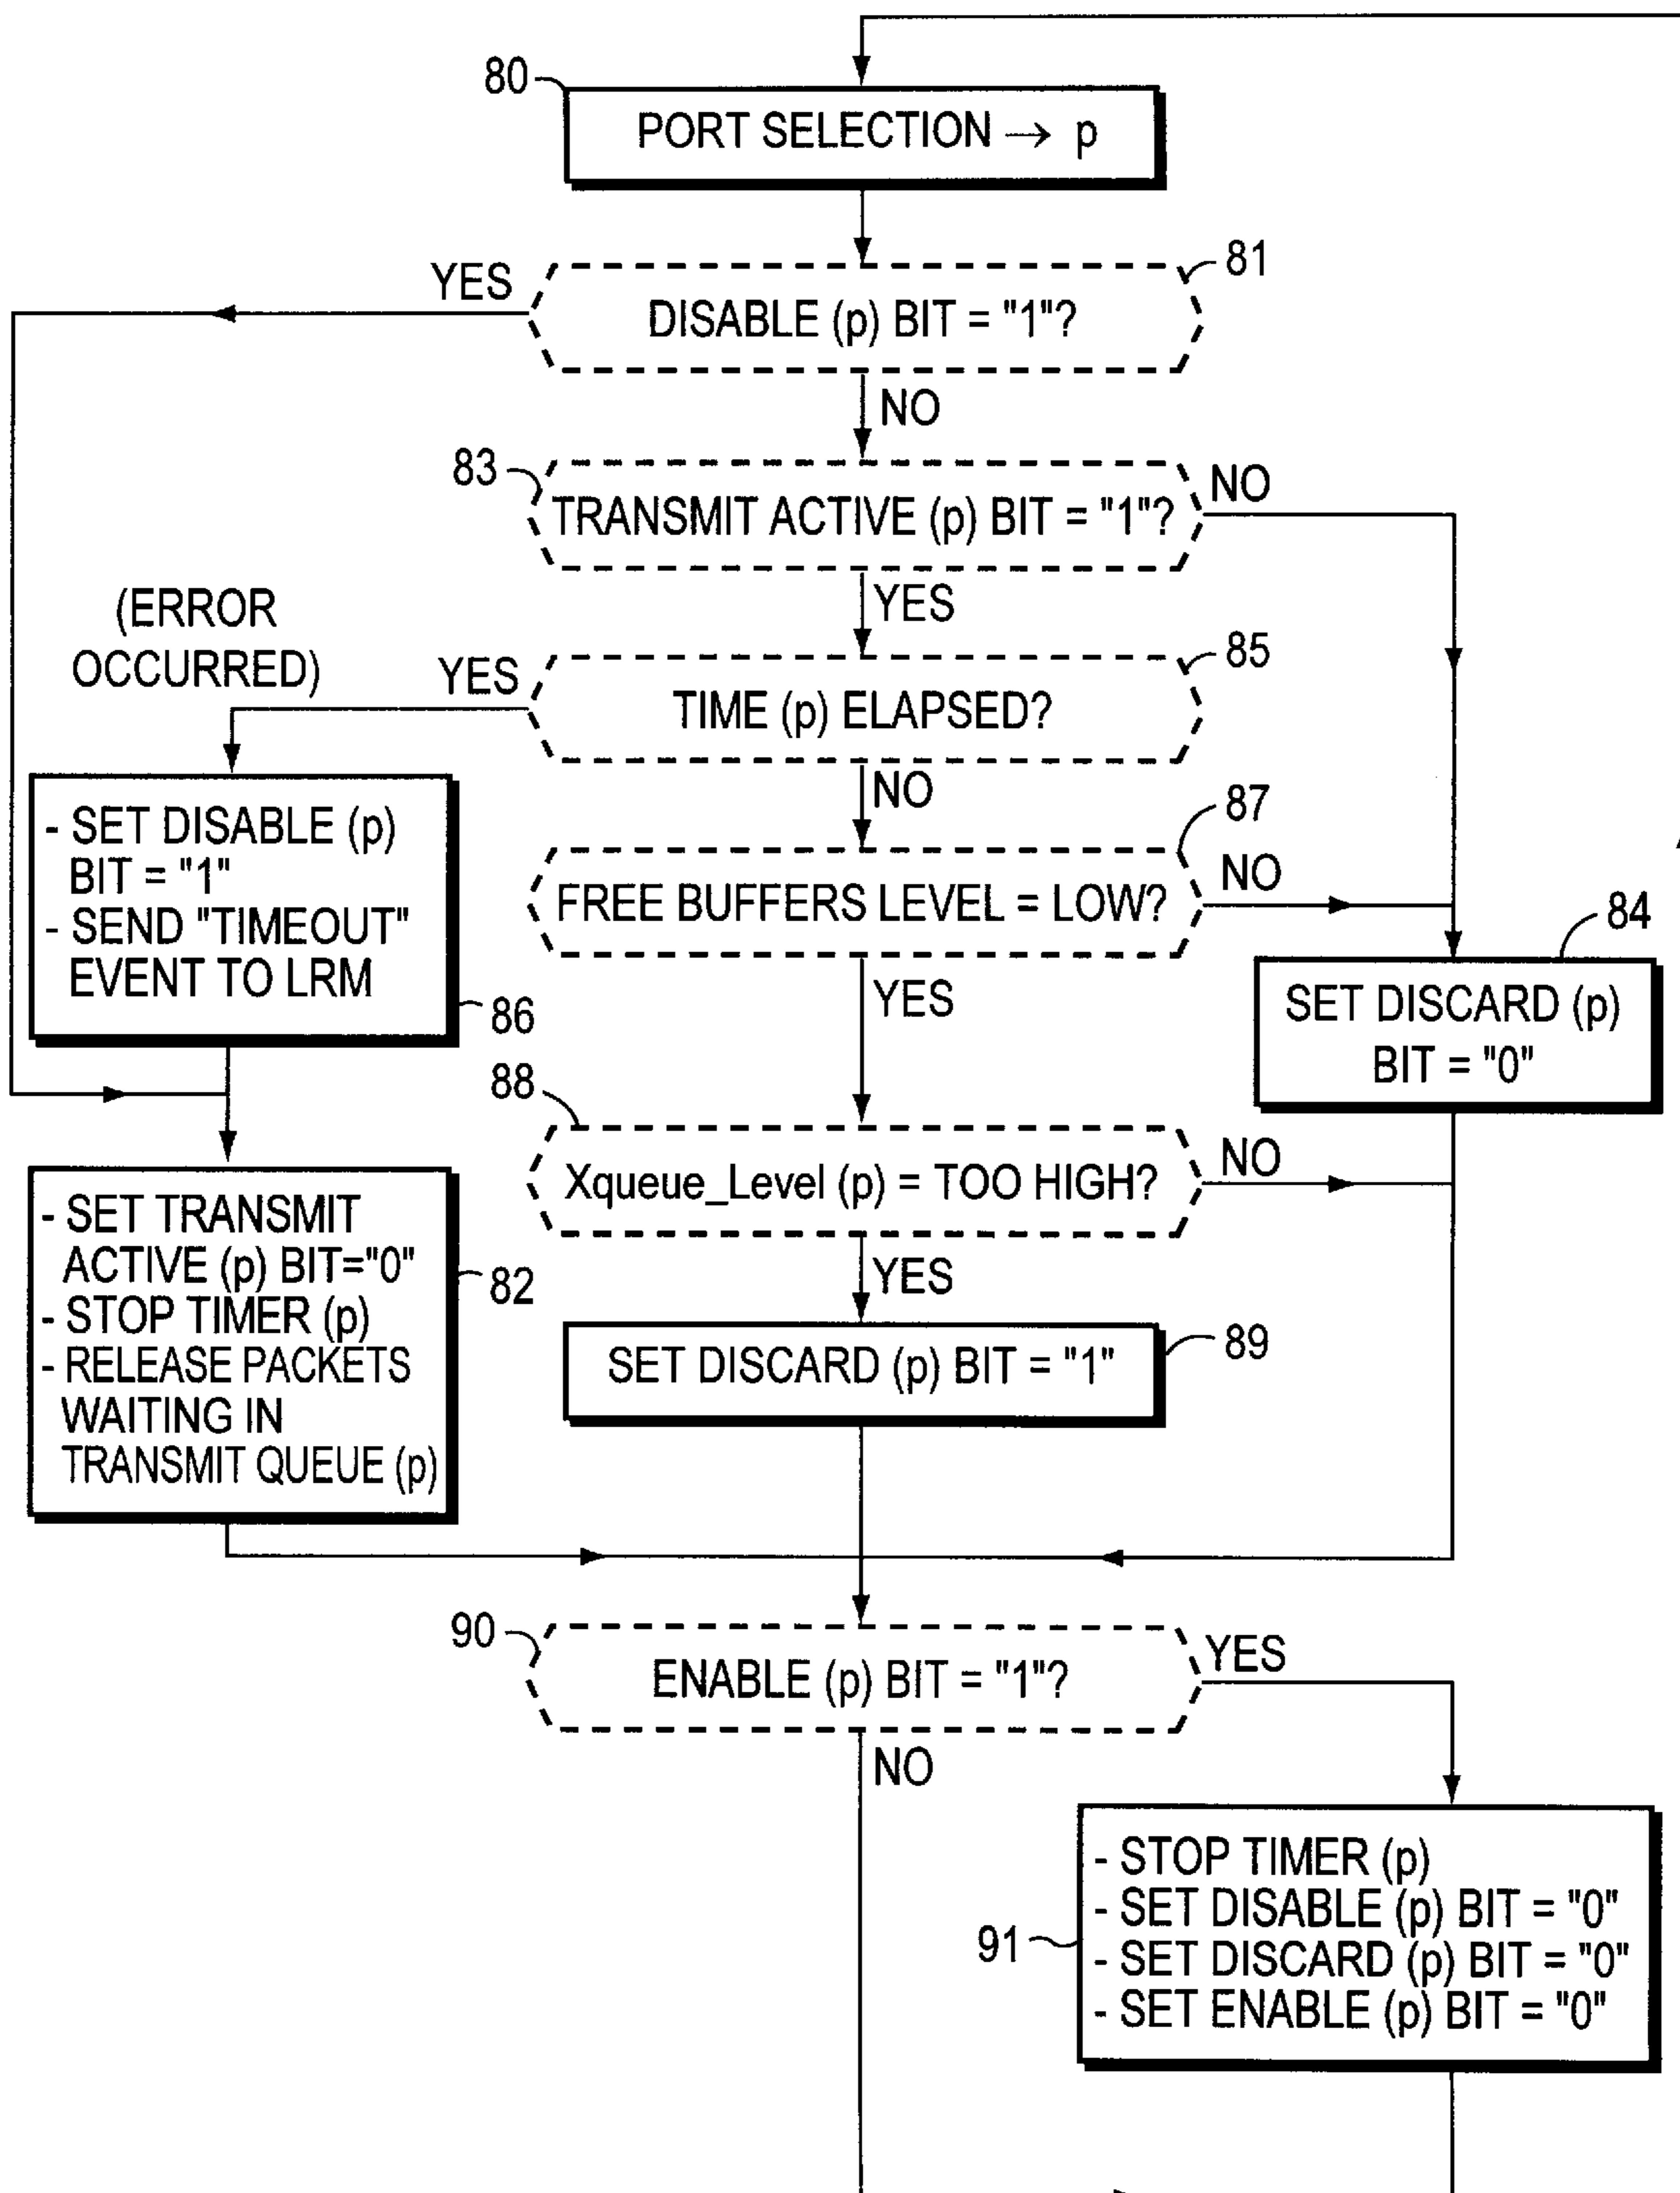 80
PORT SELECTION → p
81
YES
DISABLE (p) BIT = "1"?
NO
83
TRANSMIT ACTIVE (p) BIT = "1"?
NO
YES
(ERROR
OCCURRED)
YES
85
TIME (p) ELAPSED?
NO
- SET DISABLE (p)
BIT = "1"
- SEND "TIMEOUT"
EVENT TO LRM
86
87
FREE BUFFERS LEVEL = LOW?
NO
YES
84
SET DISCARD (p)
BIT = "0"
88
Xqueue_Level (p) = TOO HIGH?
NO
YES
- SET TRANSMIT
ACTIVE (p) BIT="0"
- STOP TIMER (p)
- RELEASE PACKETS
WAITING IN
TRANSMIT QUEUE (p)
82
SET DISCARD (p) BIT = "1"
89
90
ENABLE (p) BIT = "1"?
YES
NO
- STOP TIMER (p)
- SET DISABLE (p) BIT = "0"
- SET DISCARD (p) BIT = "0"
- SET ENABLE (p) BIT = "0"
91